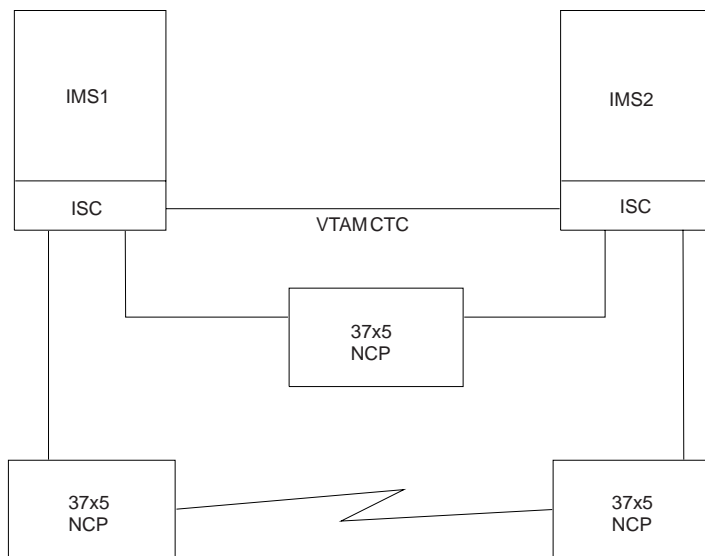 IMS1
IMS2
ISC
ISC
VTAM CTC
37x5
NCP
37x5
NCP
37x5
NCP